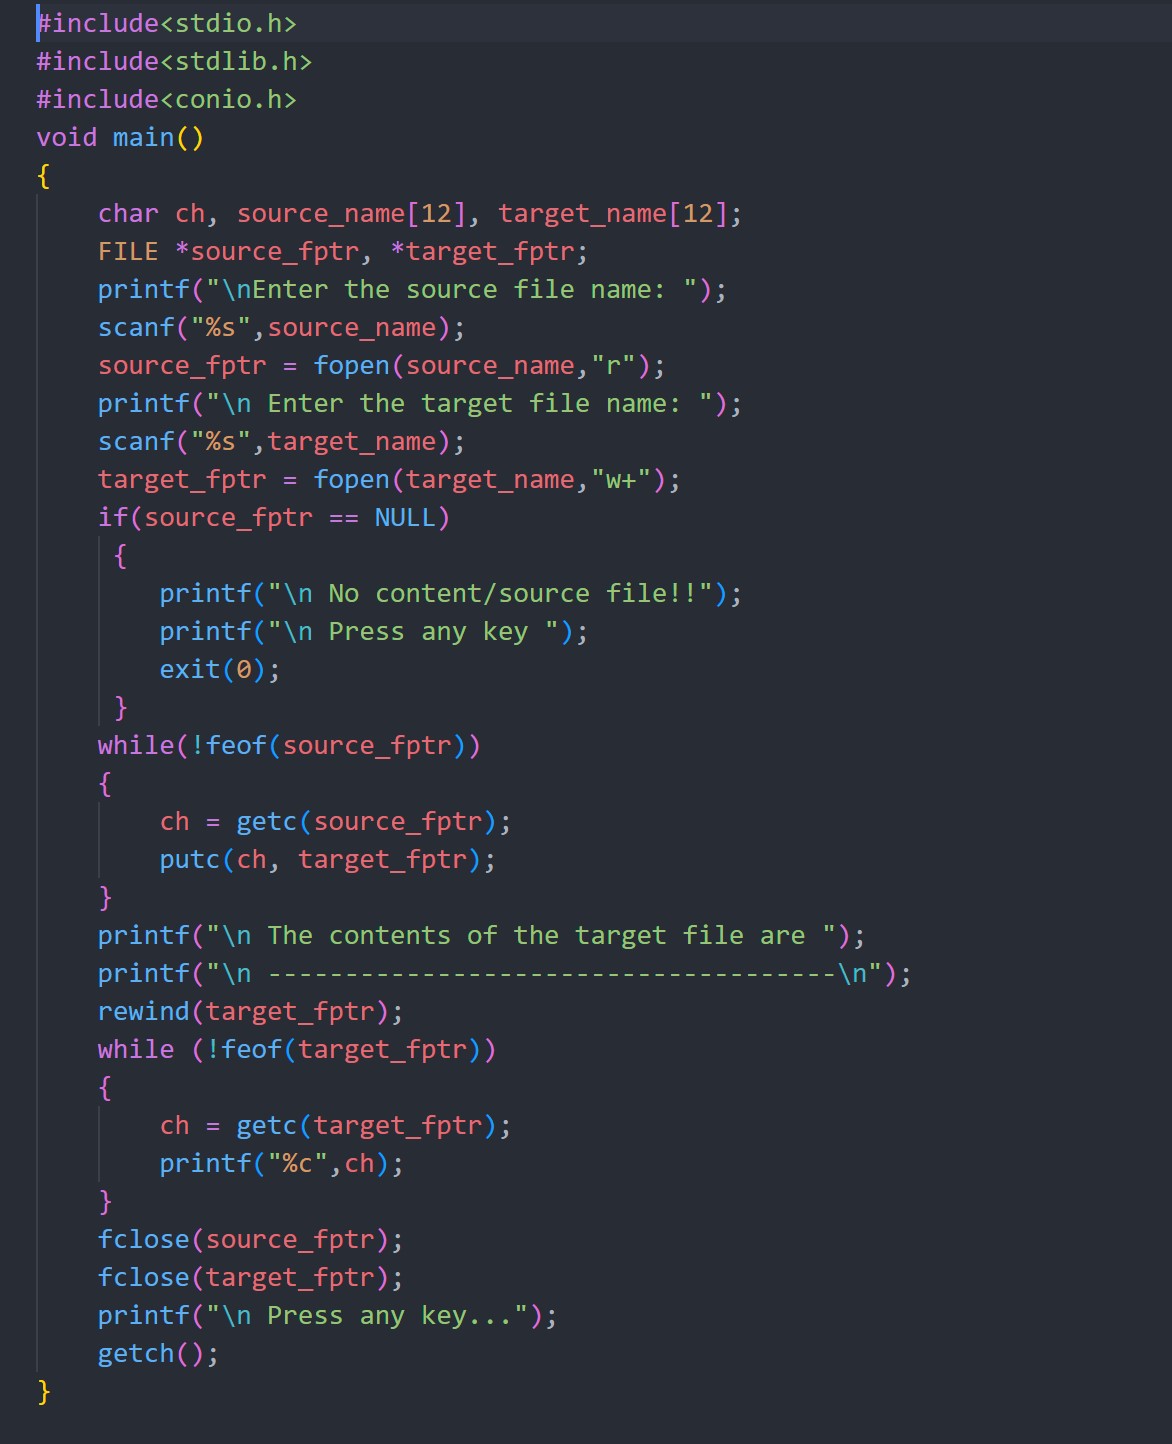 #include<stdio.h>
#include<stdlib.h>
#include<conio.h>
void main()
{
    char ch, source_name[12], target_name[12];
    FILE *source_fptr, *target_fptr;
    printf("\nEnter the source file name: ");
    scanf("%s",source_name);
    source_fptr = fopen(source_name,"r");
    printf("\n Enter the target file name: ");
    scanf("%s",target_name);
    target_fptr = fopen(target_name,"w+");
    if(source_fptr == NULL)
     {
        printf("\n No content/source file!!");
        printf("\n Press any key ");
        exit(0);
     }
    while(!feof(source_fptr))
    {
        ch = getc(source_fptr);
        putc(ch, target_fptr);
    }
    printf("\n The contents of the target file are ");
    printf("\n -------------------------------------\n");
    rewind(target_fptr);
    while (!feof(target_fptr))
    {
        ch = getc(target_fptr);
        printf("%c",ch);
    }
    fclose(source_fptr);
    fclose(target_fptr);
    printf("\n Press any key...");
    getch();
}